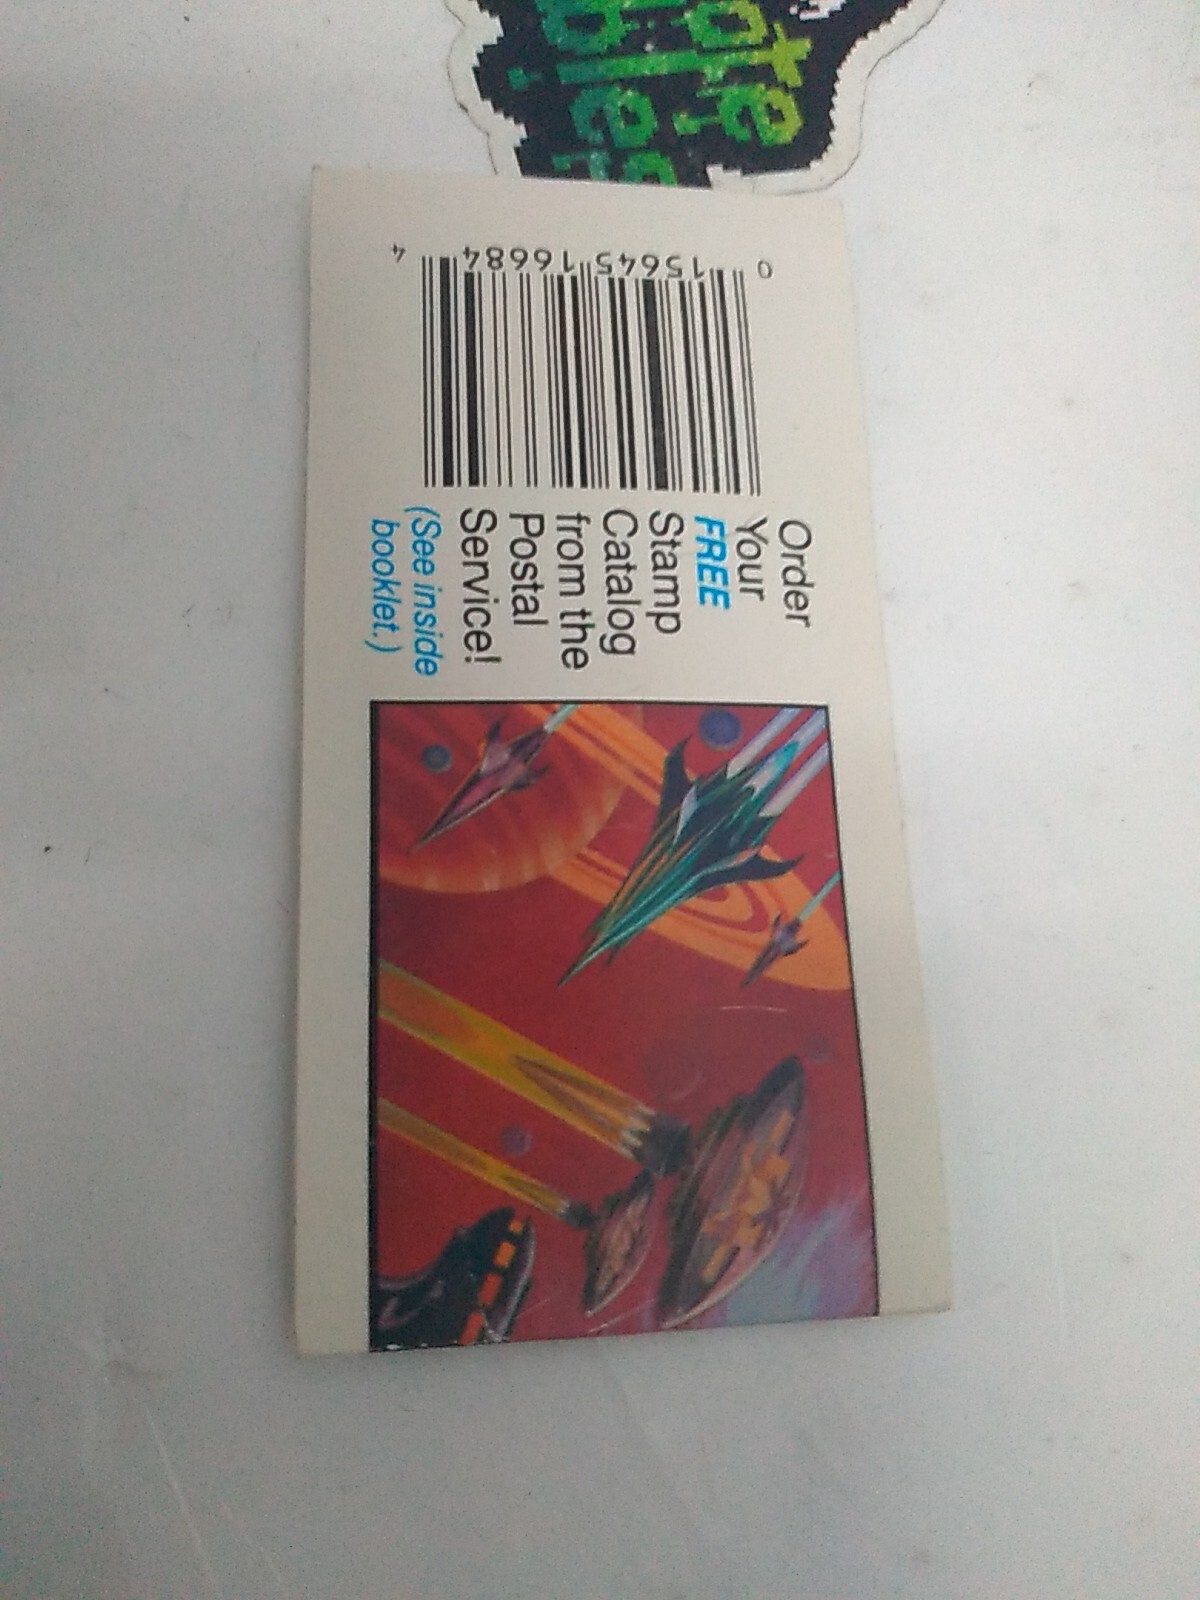 Order
Your
FREE
Stamp
Catalog
from the
Postal
Service!
(See inside
booklet.)
0 15645 16684 4